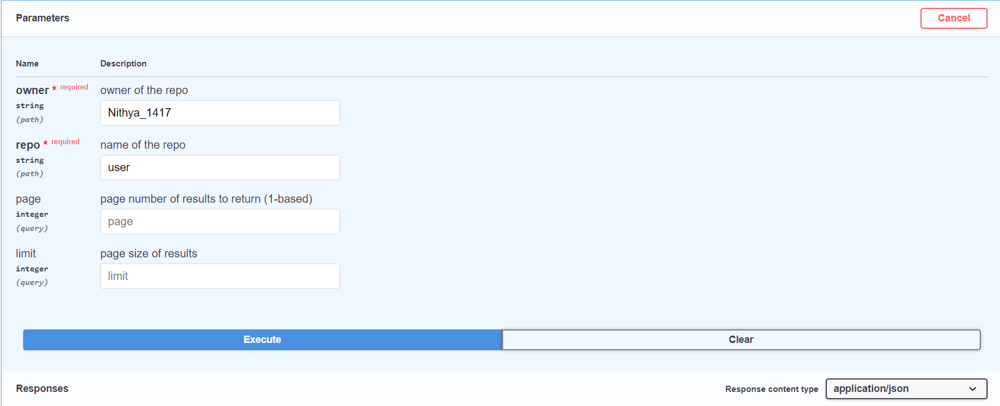 Parameters
Cancel
Name Description
owner * required owner of the repo
string
(path)
Nithya_1417
repo * required name of the repo
string
(path)
user
page page number of results to return (1-based)
integer
(query)
page
limit page size of results
integer
(query)
limit
Execute Clear
Responses Response content type application/json